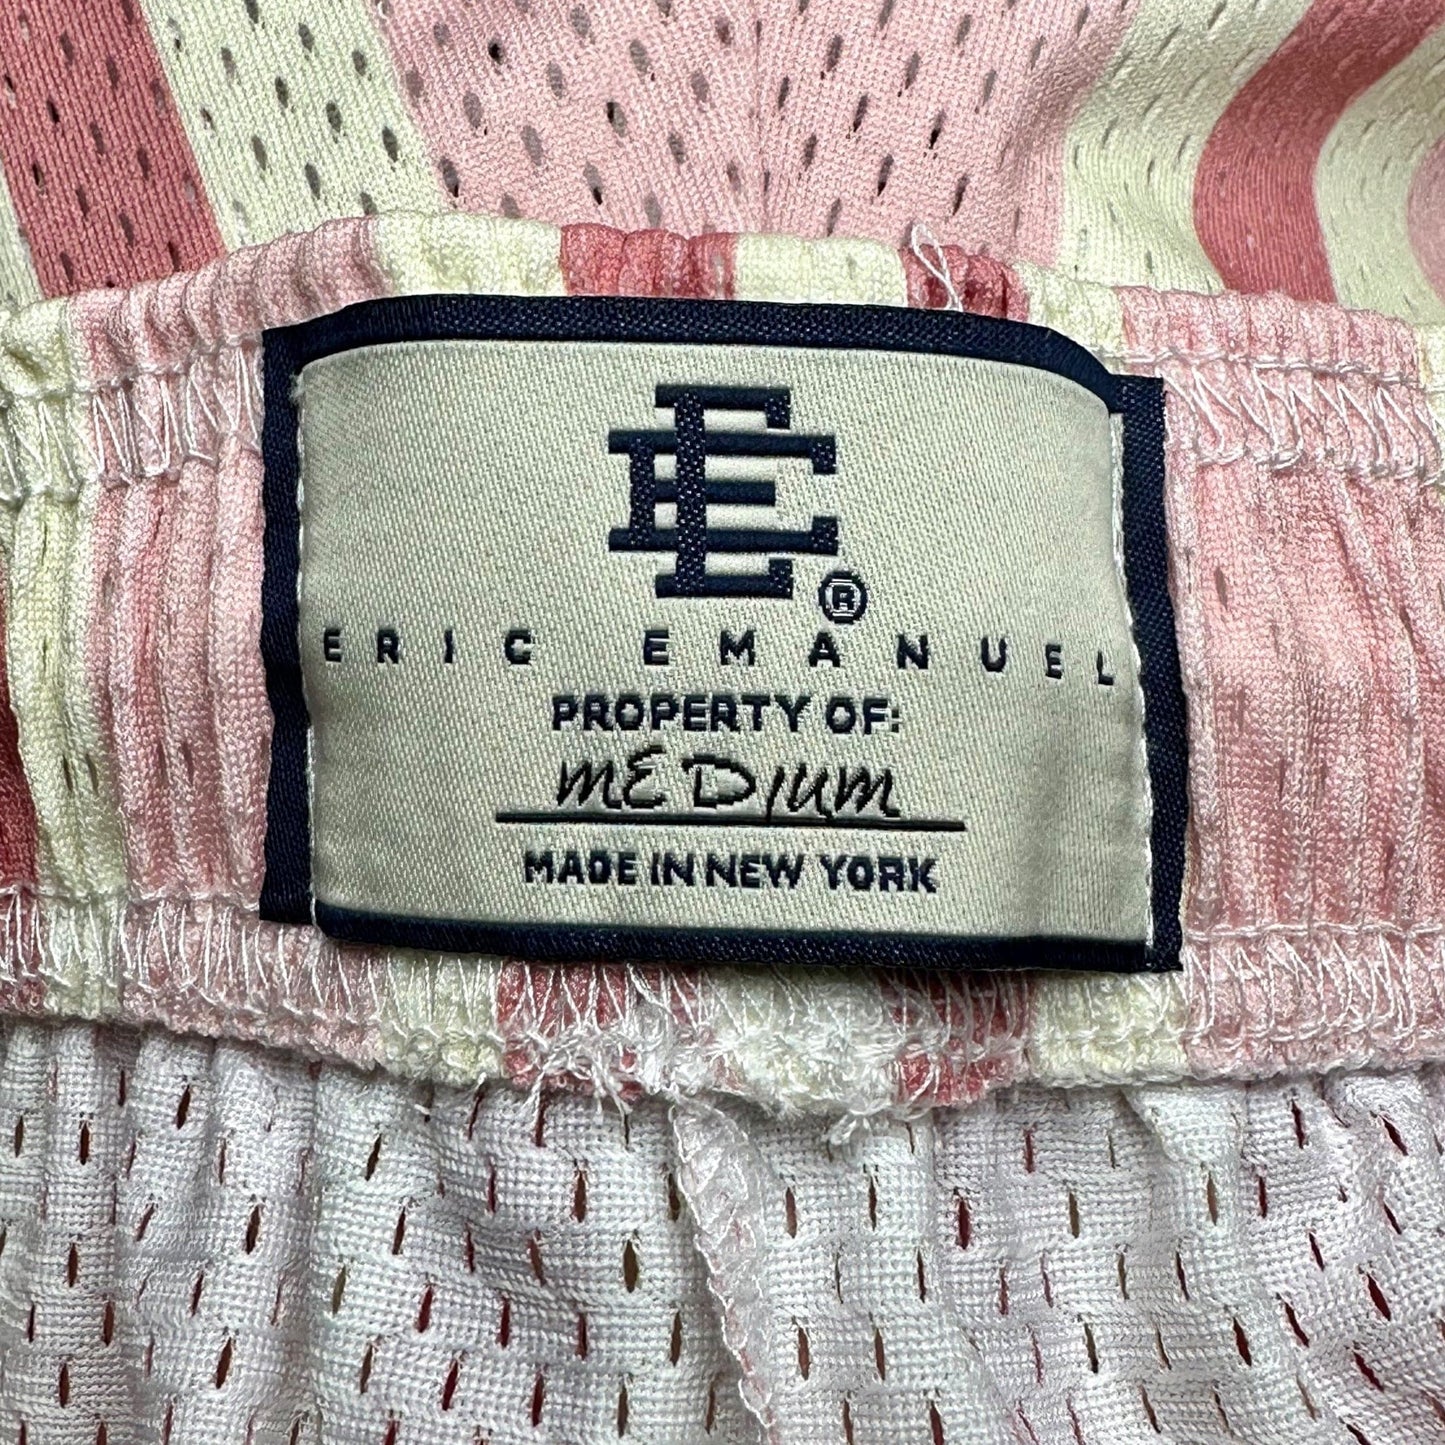 EE®
ERIC EMANUEL
PROPERTY OF:
MEDIUM
MADE IN NEW YORK